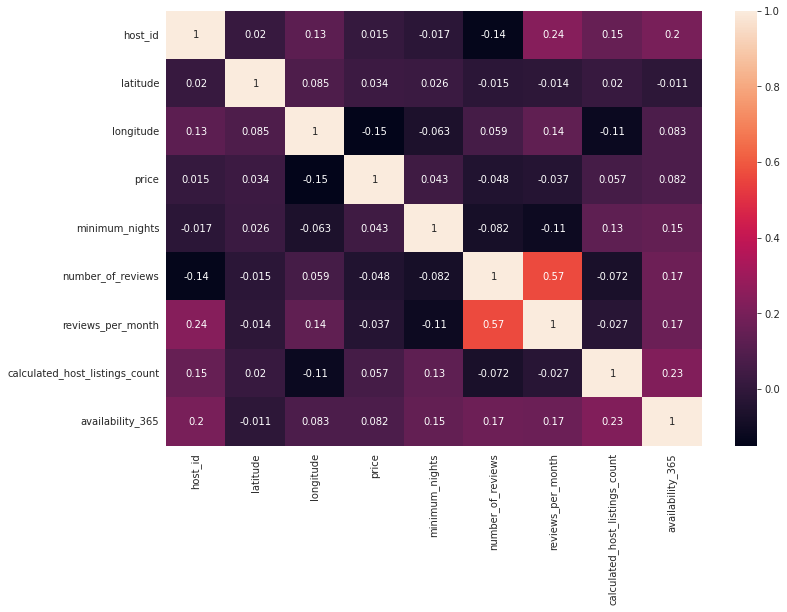 host_id 1 0.02 0.13 0.015 -0.017 -0.14 0.24 0.15 0.2
latitude 0.02 1 0.085 0.034 0.026 -0.015 -0.014 0.02 -0.011
longitude 0.13 0.085 1 -0.15 -0.063 0.059 0.14 -0.11 0.083
price 0.015 0.034 -0.15 1 0.043 -0.048 -0.037 0.057 0.082
minimum_nights -0.017 0.026 -0.063 0.043 1 -0.082 -0.11 0.13 0.15
number_of_reviews -0.14 -0.015 0.059 -0.048 -0.082 1 0.57 -0.072 0.17
reviews_per_month 0.24 -0.014 0.14 -0.037 -0.11 0.57 1 -0.027 0.17
calculated_host_listings_count 0.15 0.02 -0.11 0.057 0.13 -0.072 -0.027 1 0.23
availability_365 0.2 -0.011 0.083 0.082 0.15 0.17 0.17 0.23 1
host_id
latitude
longitude
price
minimum_nights
number_of_reviews
reviews_per_month
calculated_host_listings_count
availability_365
1.0
0.8
0.6
0.4
0.2
0.0